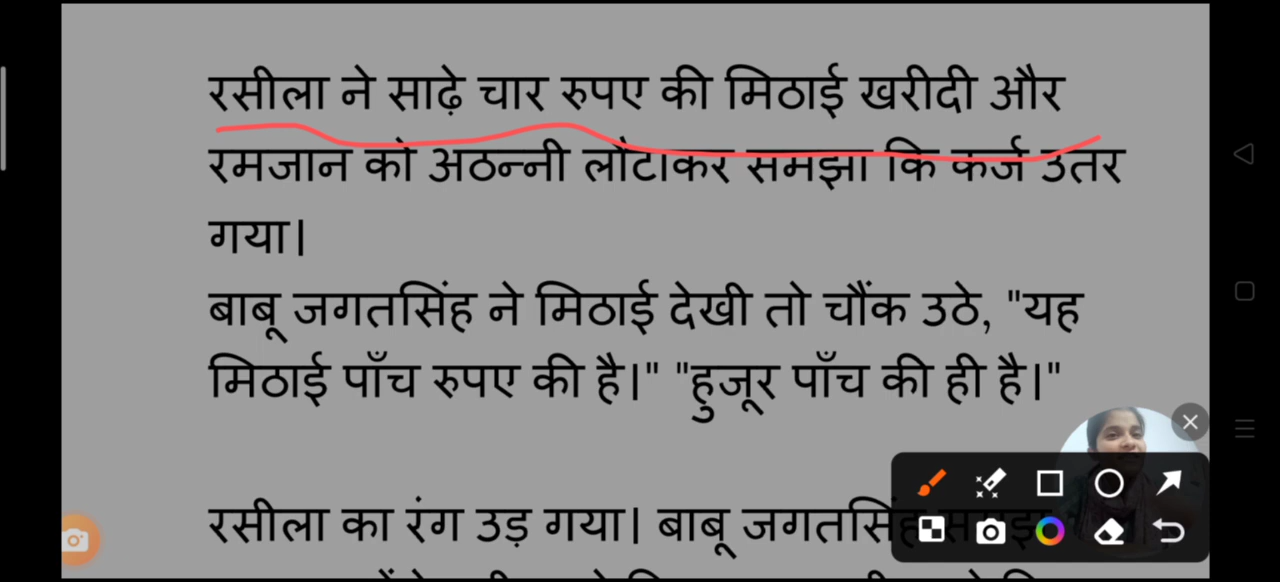 रसीला ने साढ़े चार रुपए की मिठाई खरीदी और
रमजान को अठन्नी लौटाकर समझा कि कर्ज उतर
गया।
बाबू जगतसिंह ने मिठाई देखी तो चौंक उठे, "यह
मिठाई पाँच रुपए की है।" "हुजूर पाँच की ही है।"
रसीला का रंग उड़ गया। बाबू जगतसिंह